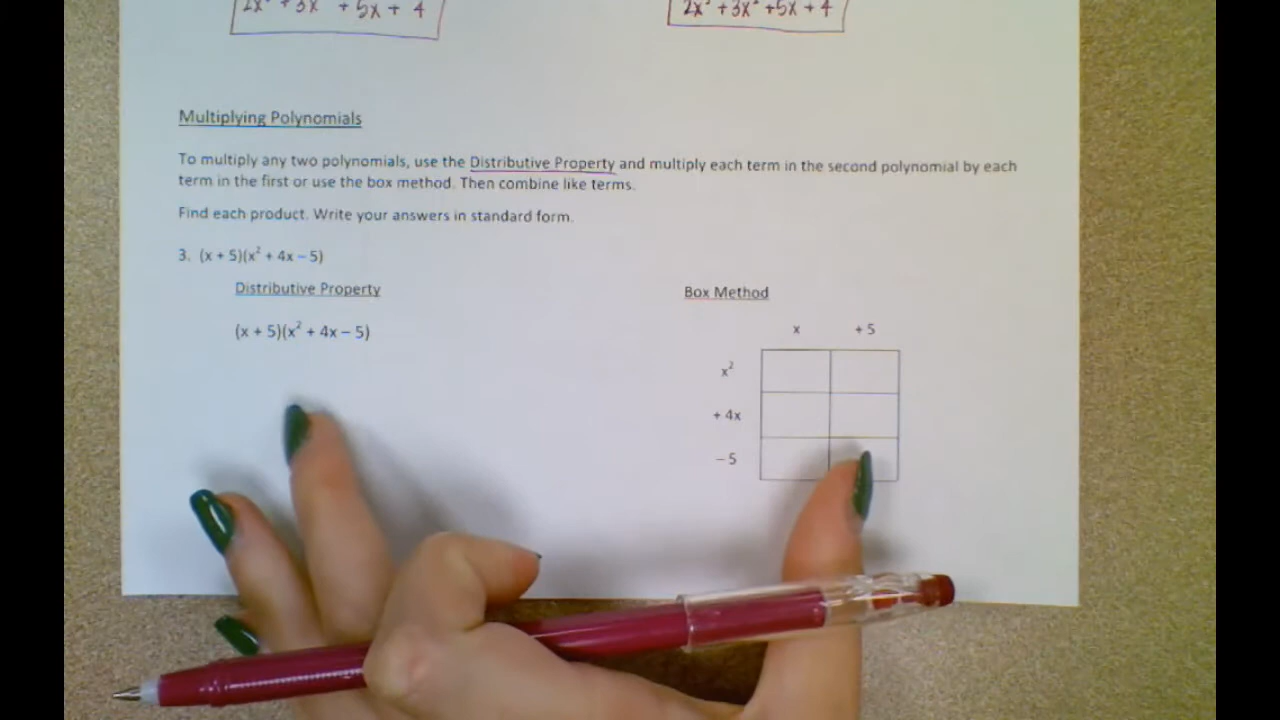 2x³ + 3x² + 5x + 4
2x³ + 3x² + 5x + 4
Multiplying Polynomials
To multiply any two polynomials, use the Distributive Property and multiply each term in the second polynomial by each
term in the first or use the box method. Then combine like terms.
Find each product. Write your answers in standard form.
3. (x + 5)(x² + 4x – 5)
Distributive Property
(x + 5)(x² + 4x – 5)
Box Method
x + 5
x²
+ 4x
– 5